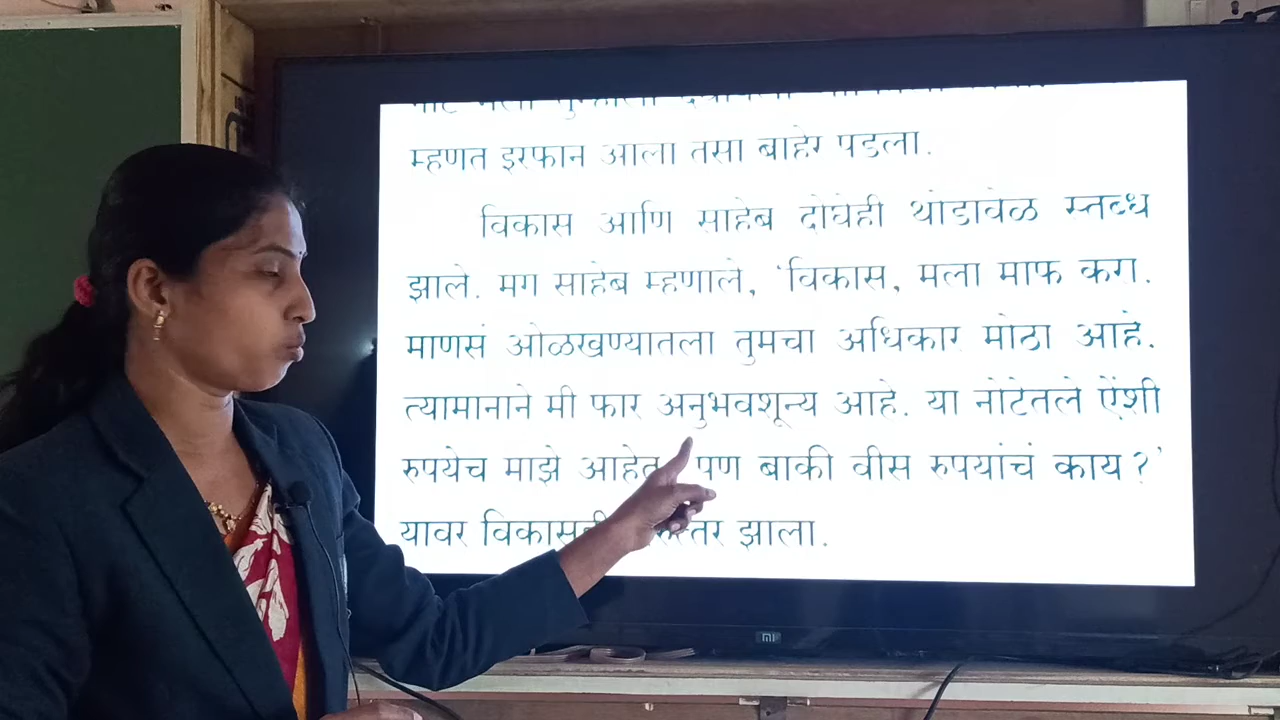 म्हणत इरफान आला तसा बाहेर पडला.
विकास आणि साहेब दोघेही थोडावेळ स्तब्ध
झाले. मग साहेब म्हणाले, 'विकास, मला माफ करा.
माणसं ओळखण्यातला तुमचा अधिकार मोठा आहे.
त्यामानाने मी फार अनुभवशून्य आहे. या नोटेतले ऐंशी
रुपयेच माझे आहेत पण बाकी वीस रुपयांचं काय?'
यावर झाला.
mi